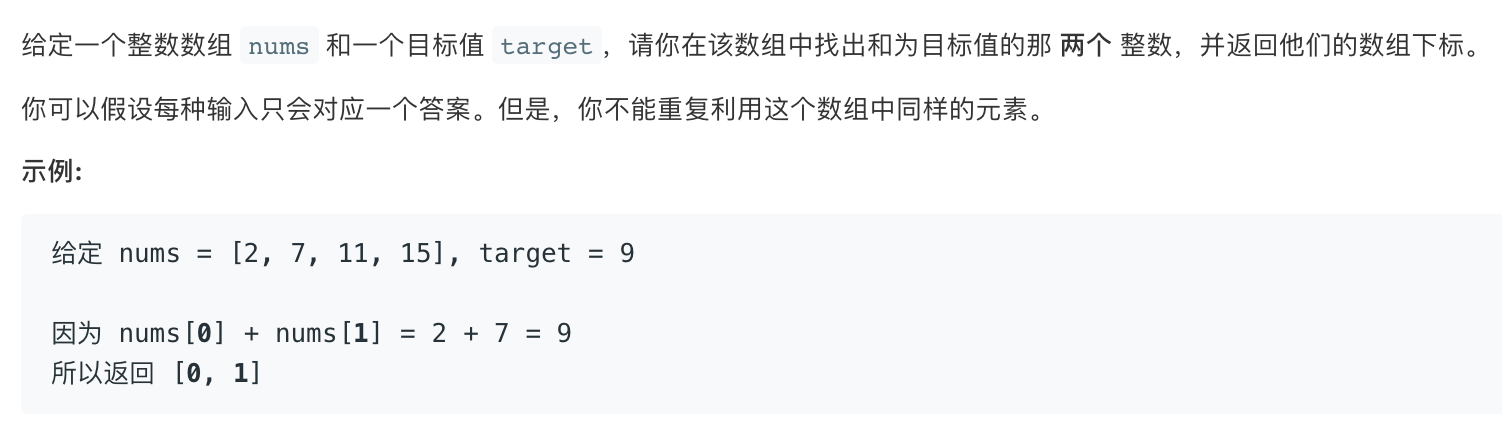 给定一个整数数组 nums 和一个目标值 target，请你在该数组中找出和为目标值的那 两个 整数，并返回他们的数组下标。
你可以假设每种输入只会对应一个答案。但是，你不能重复利用这个数组中同样的元素。
示例:
给定 nums = [2, 7, 11, 15], target = 9
因为 nums[0] + nums[1] = 2 + 7 = 9
所以返回 [0, 1]